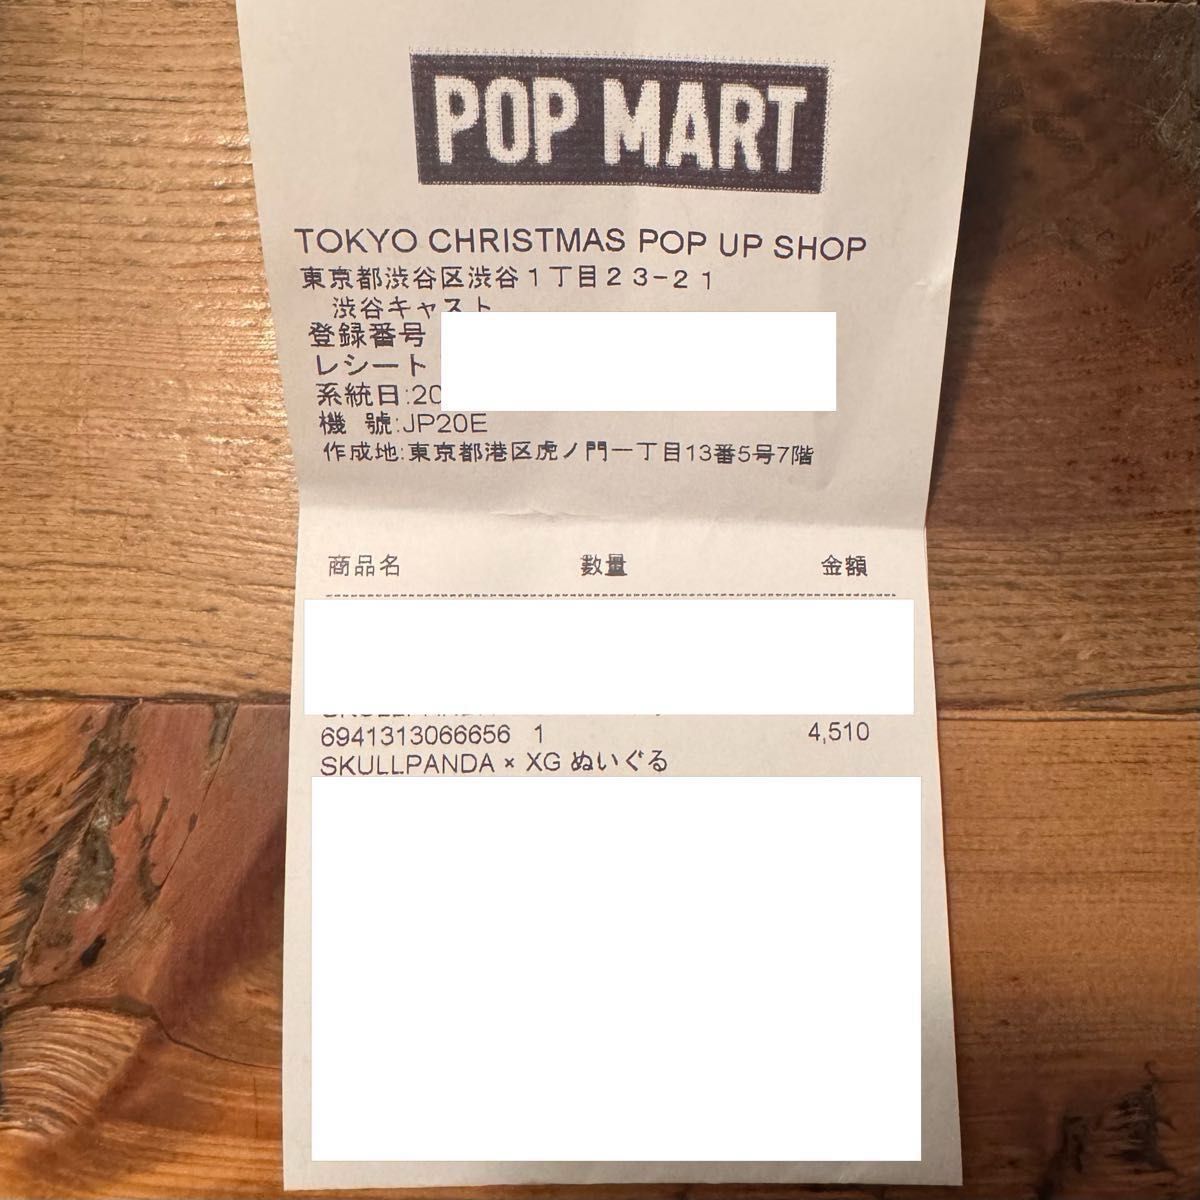 POP MART
TOKYO CHRISTMAS POP UP SHOP
東京都渋谷区渋谷1丁目23-21
渋谷キャスト
登録番号
レシート
系統日:20
機 號:JP20E
作成地:東京都港区虎ノ門一丁目13番5号7階
商品名 數量 金額
6941313066656 1 4,510
SKULLPANDA × XG ぬいぐる